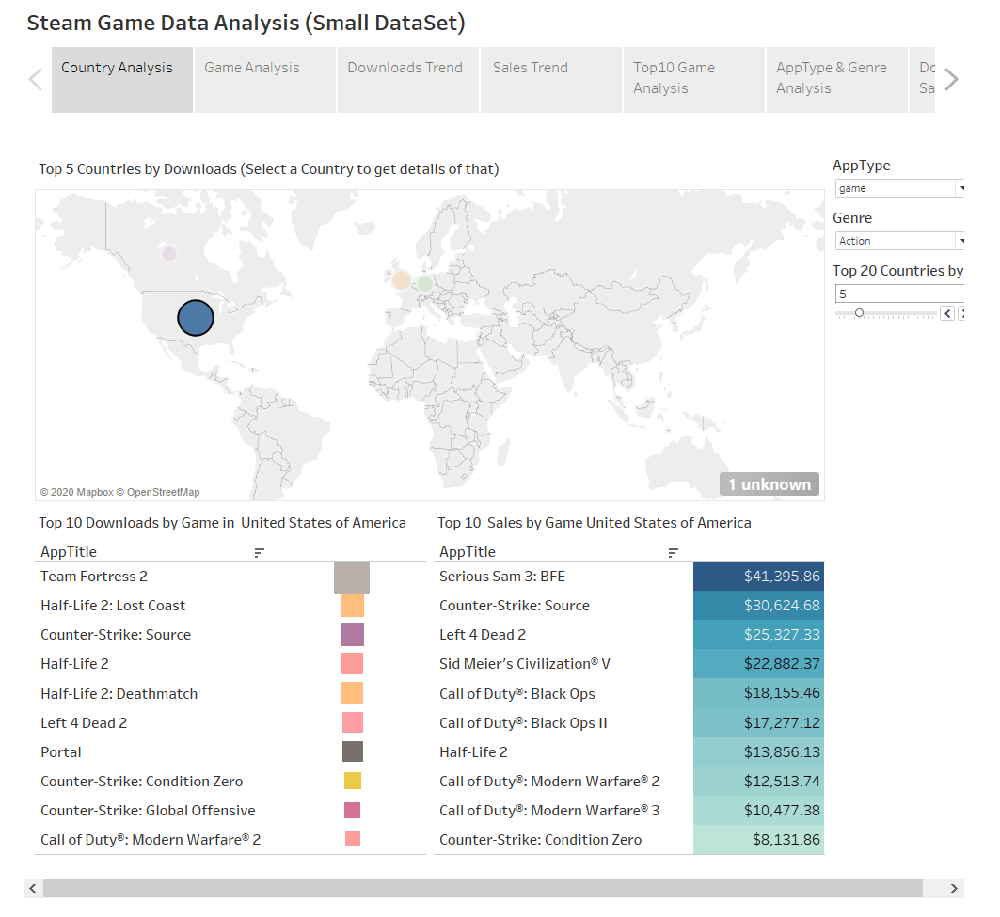 Steam Game Data Analysis (Small DataSet)
Country Analysis
Game Analysis
Downloads Trend
Sales Trend
Top10 Game
Analysis
AppType & Genre
Analysis
Top 5 Countries by Downloads (Select a Country to get details of that)
AppType
game
Genre
Action
Top 20 Countries by
5
1 unknown
© 2020 Mapbox © OpenStreetMap
Top 10 Downloads by Game in  United States of America
AppTitle
Team Fortress 2
Half-Life 2: Lost Coast
Counter-Strike: Source
Half-Life 2
Half-Life 2: Deathmatch
Left 4 Dead 2
Portal
Counter-Strike: Condition Zero
Counter-Strike: Global Offensive
Call of Duty®: Modern Warfare® 2
Top 10  Sales by Game United States of America
AppTitle
Serious Sam 3: BFE $41,395.86
Counter-Strike: Source $30,624.68
Left 4 Dead 2 $25,327.33
Sid Meier's Civilization® V $22,882.37
Call of Duty®: Black Ops $18,155.46
Call of Duty®: Black Ops II $17,277.12
Half-Life 2 $13,856.13
Call of Duty®: Modern Warfare® 2 $12,513.74
Call of Duty®: Modern Warfare® 3 $10,477.38
Counter-Strike: Condition Zero $8,131.86